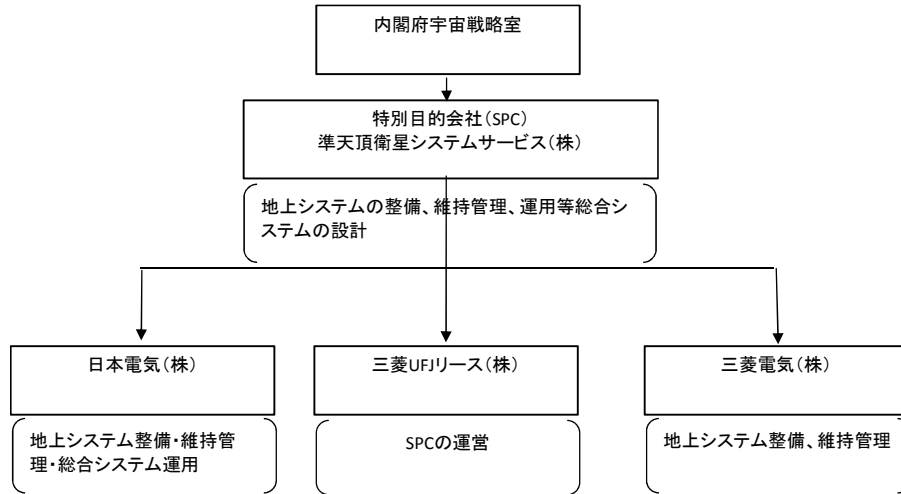 内閣府宇宙戦略室
特別目的会社(SPC)
準天頂衛星システムサービス(株)
地上システムの整備、維持管理、運用等総合シ
ステムの設計
日本電気(株)
三菱UFJリース(株)
三菱電気(株)
地上システム整備・維持管
理・総合システム運用
SPCの運営
地上システム整備、維持管理